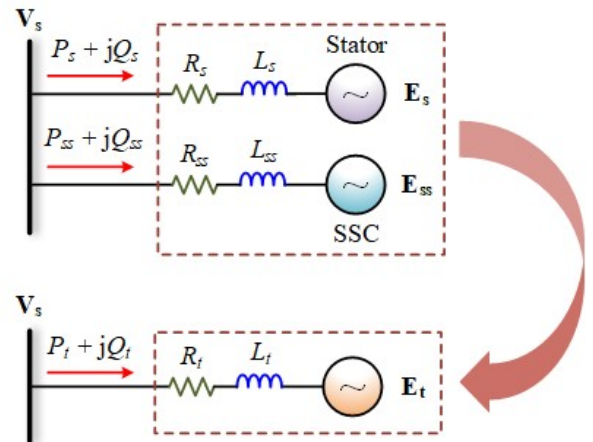 Vs
Ps + jQs
Rs
Ls
Stator
Es
Pss + jQss
Rss
Lss
Ess
SSC
Vs
Pt + jQt
Rt
Lt
Et